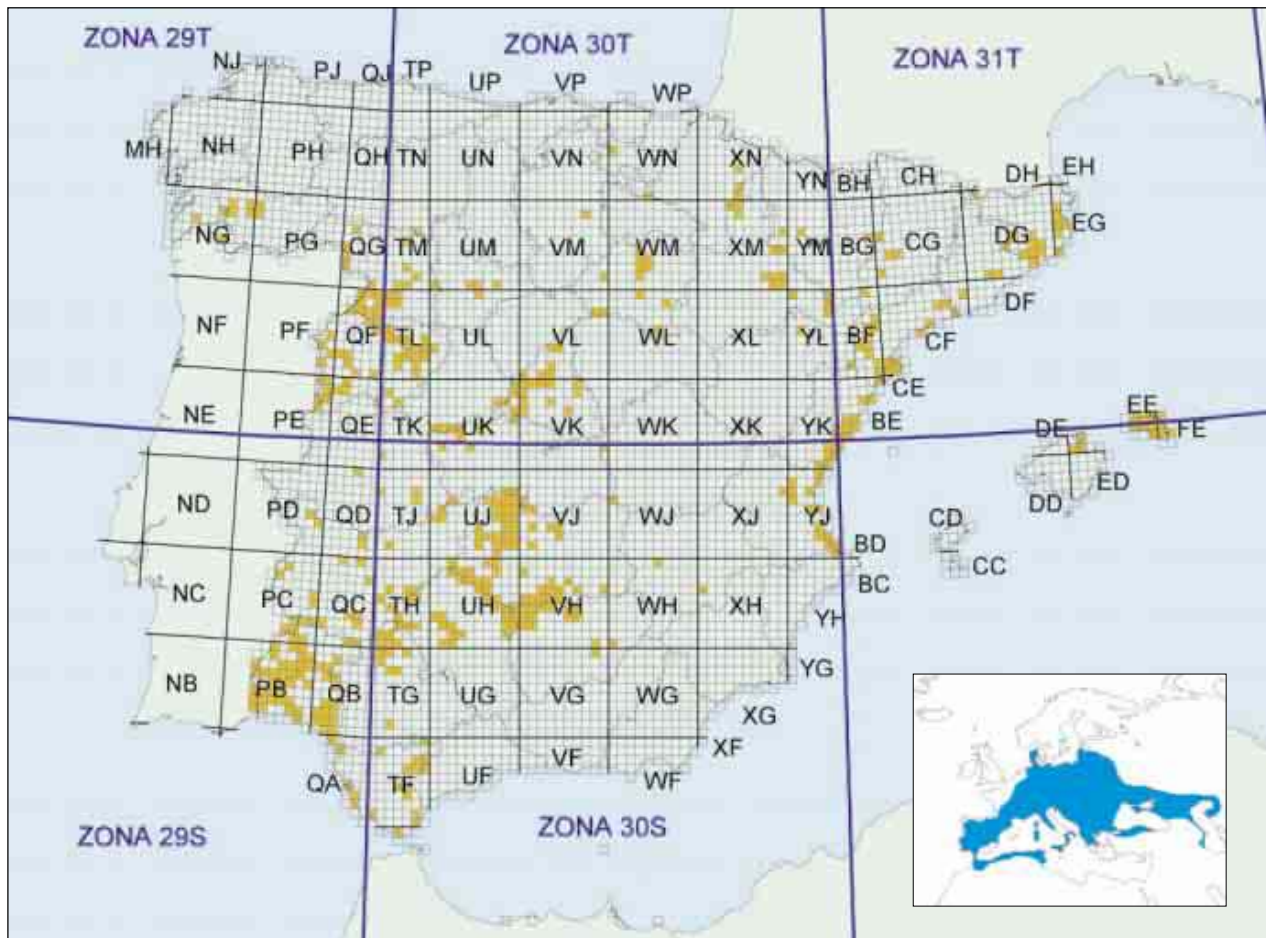 ZONA 29T
ZONA 30T
ZONA 31T
NJ PJ QJ TP UP VP WP
MH NH PH QH TN UN VN WN XN YN BH CH DH EH
NG PG QG TM UM VM WM XM YM BG CG DG EG
NF PF QF TL UL VL WL XL YL BF CF DF
NE PE QE TK UK VK WK XK YK BE CE DE EE FE
ND PD QD TJ UJ VJ WJ XJ YJ BD CD DD ED
NC PC QC TH UH VH WH XH YH BC CC
NB PB QB TG UG VG WG XG YG
QA TF UF VF WF XF
ZONA 29S
ZONA 30S